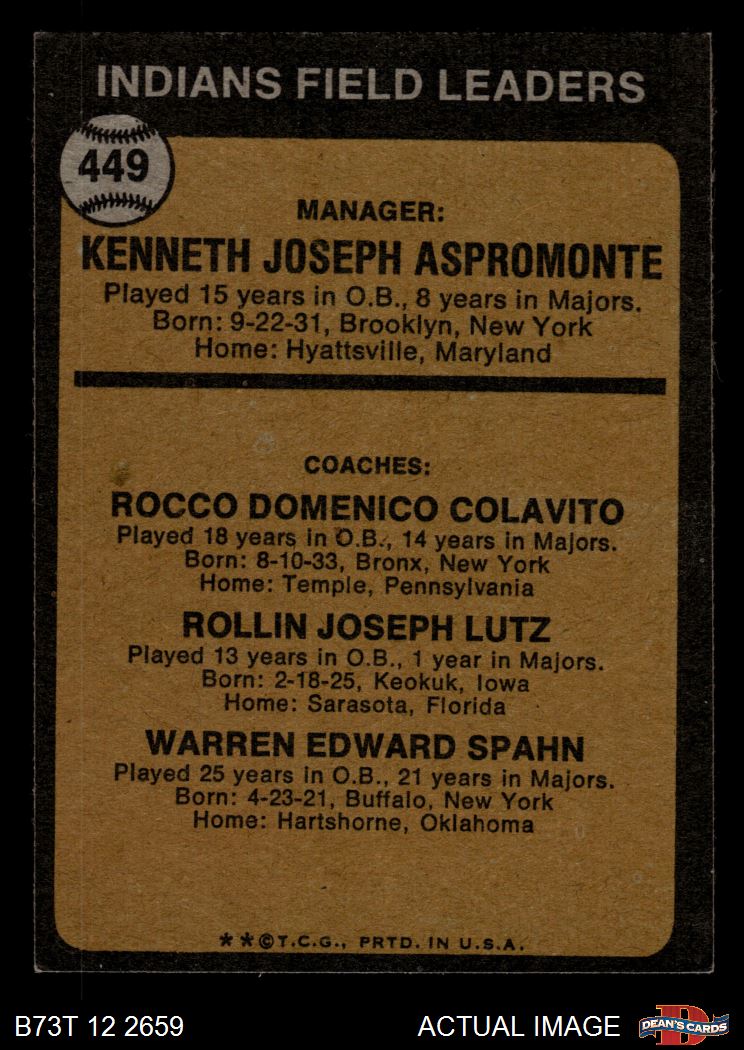 INDIANS FIELD LEADERS
449
MANAGER:
KENNETH JOSEPH ASPROMONTE
Played 15 years in O.B., 8 years in Majors.
Born: 9-22-31, Brooklyn, New York
Home: Hyattsville, Maryland
COACHES:
ROCCO DOMENICO COLAVITO
Played 18 years in O.B., 14 years in Majors.
Born: 8-10-33, Bronx, New York
Home: Temple, Pennsylvania
ROLLIN JOSEPH LUTZ
Played 13 years in O.B., 1 year in Majors.
Born: 2-18-25, Keokuk, Iowa
Home: Sarasota, Florida
WARREN EDWARD SPAHN
Played 25 years in O.B., 21 years in Majors.
Born: 4-23-21, Buffalo, New York
Home: Hartshorne, Oklahoma
**©T.C.G., PRTD. IN U.S.A.
B73T 12 2659 ACTUAL IMAGE D DEAN'S CARDS